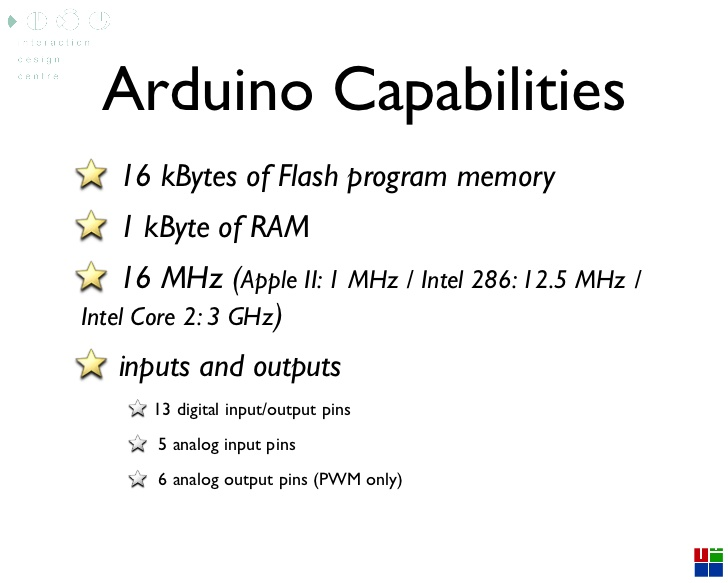 interaction
design
centre
Arduino Capabilities
16 kBytes of Flash program memory
1 kByte of RAM
16 MHz (Apple II: 1 MHz / Intel 286: 12.5 MHz /
Intel Core 2: 3 GHz)
inputs and outputs
13 digital input/output pins
5 analog input pins
6 analog output pins (PWM only)